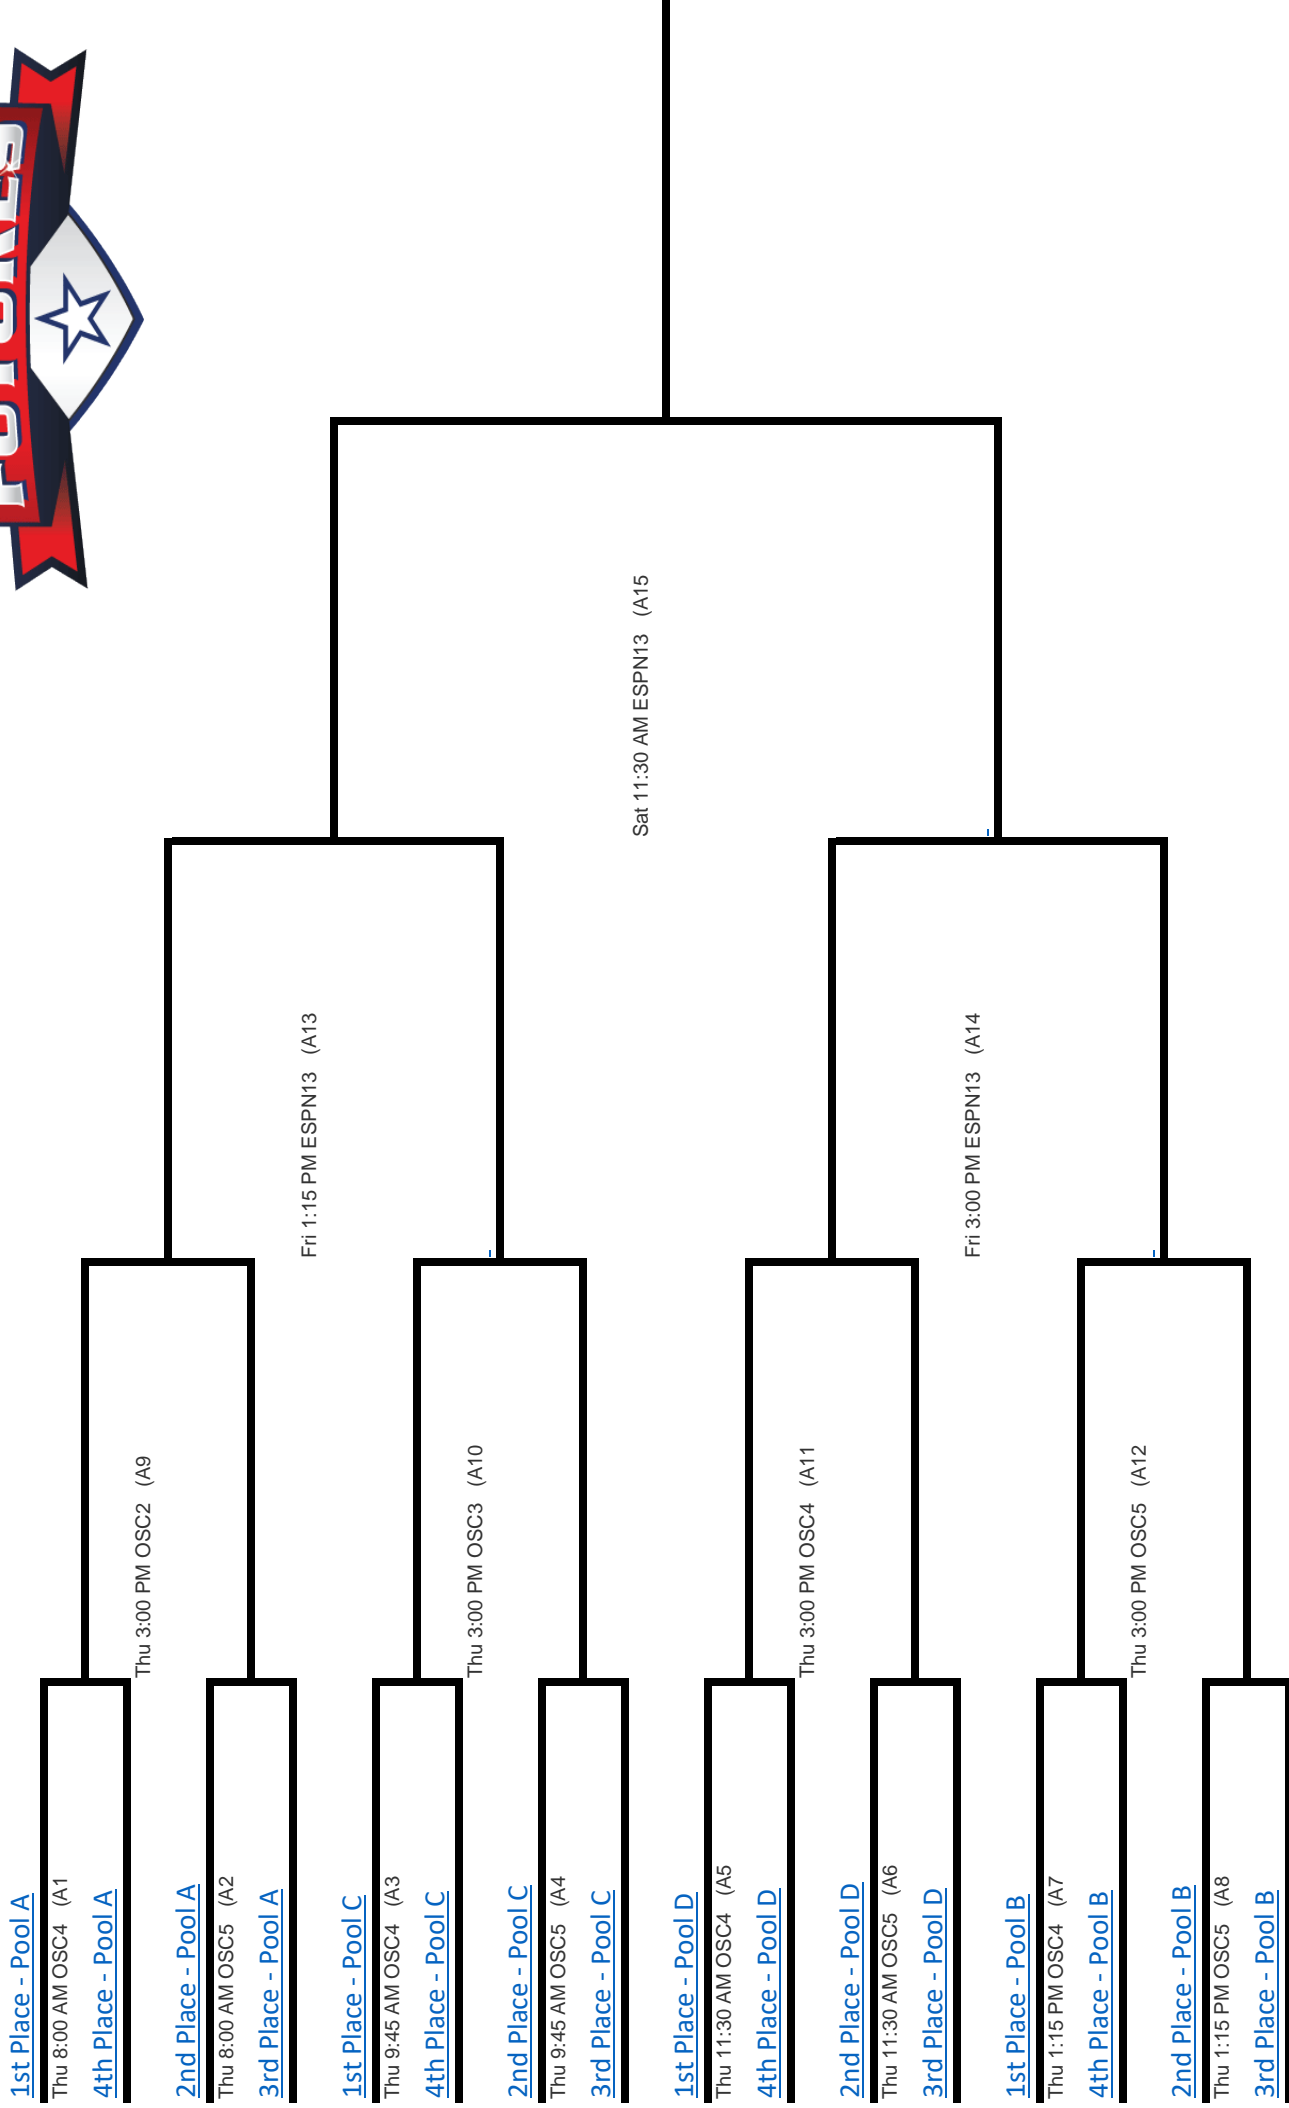 1st Place - Pool A
Thu 8:00 AM OSC4 (A1
4th Place - Pool A
Thu 3:00 PM OSC2 (A9
2nd Place - Pool A
Thu 8:00 AM OSC5 (A2
3rd Place - Pool A
Fri 1:15 PM ESPN13 (A13
1st Place - Pool C
Thu 9:45 AM OSC4 (A3
4th Place - Pool C
Thu 3:00 PM OSC3 (A10
2nd Place - Pool C
Thu 9:45 AM OSC5 (A4
3rd Place - Pool C
Sat 11:30 AM ESPN13 (A15
1st Place - Pool D
Thu 11:30 AM OSC4 (A5
4th Place - Pool D
Thu 3:00 PM OSC4 (A11
2nd Place - Pool D
Thu 11:30 AM OSC5 (A6
3rd Place - Pool D
Fri 3:00 PM ESPN13 (A14
1st Place - Pool B
Thu 1:15 PM OSC4 (A7
4th Place - Pool B
Thu 3:00 PM OSC5 (A12
2nd Place - Pool B
Thu 1:15 PM OSC5 (A8
3rd Place - Pool B